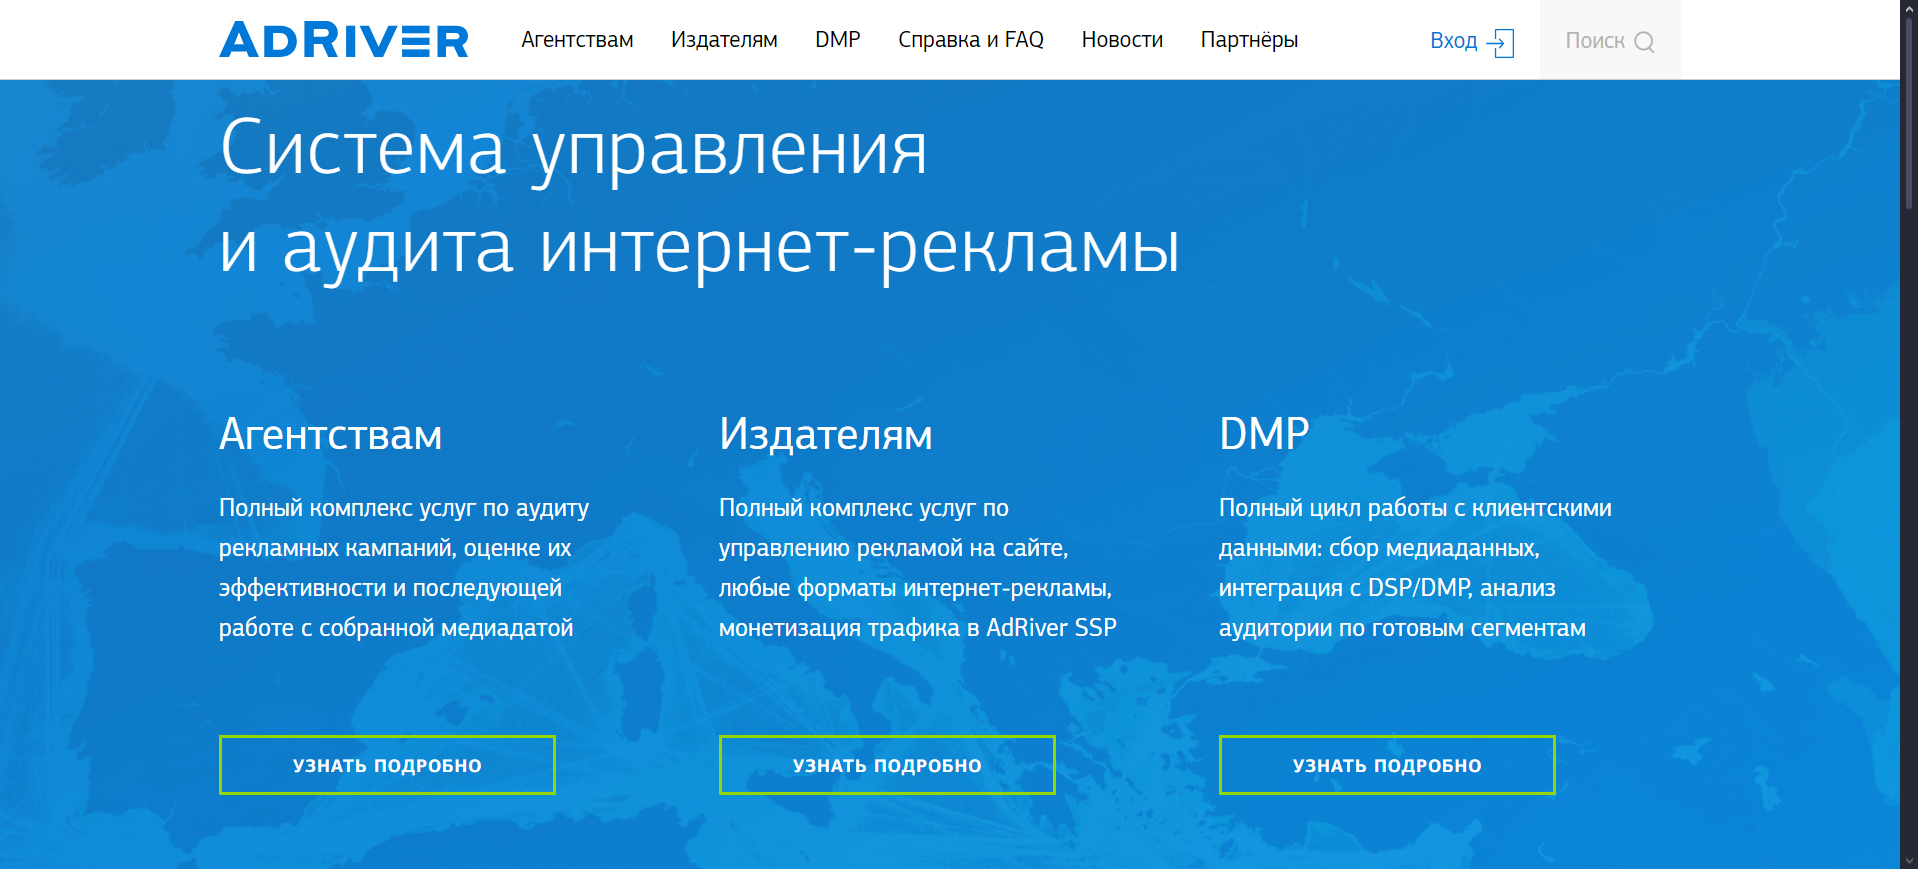 ADRIVER Агентствам Издателям DMP Справка и FAQ Новости Партнёры Вход Поиск
Система управления
и аудита интернет-рекламы
Агентствам
Полный комплекс услуг по аудиту
рекламных кампаний, оценке их
эффективности и последующей
работе с собранной медиадатой
УЗНАТЬ ПОДРОБНО
Издателям
Полный комплекс услуг по
управлению рекламой на сайте,
любые форматы интернет-рекламы,
монетизация трафика в AdRiver SSP
УЗНАТЬ ПОДРОБНО
DMP
Полный цикл работы с клиентскими
данными: сбор медиаданных,
интеграция с DSP/DMP, анализ
аудитории по готовым сегментам
УЗНАТЬ ПОДРОБНО